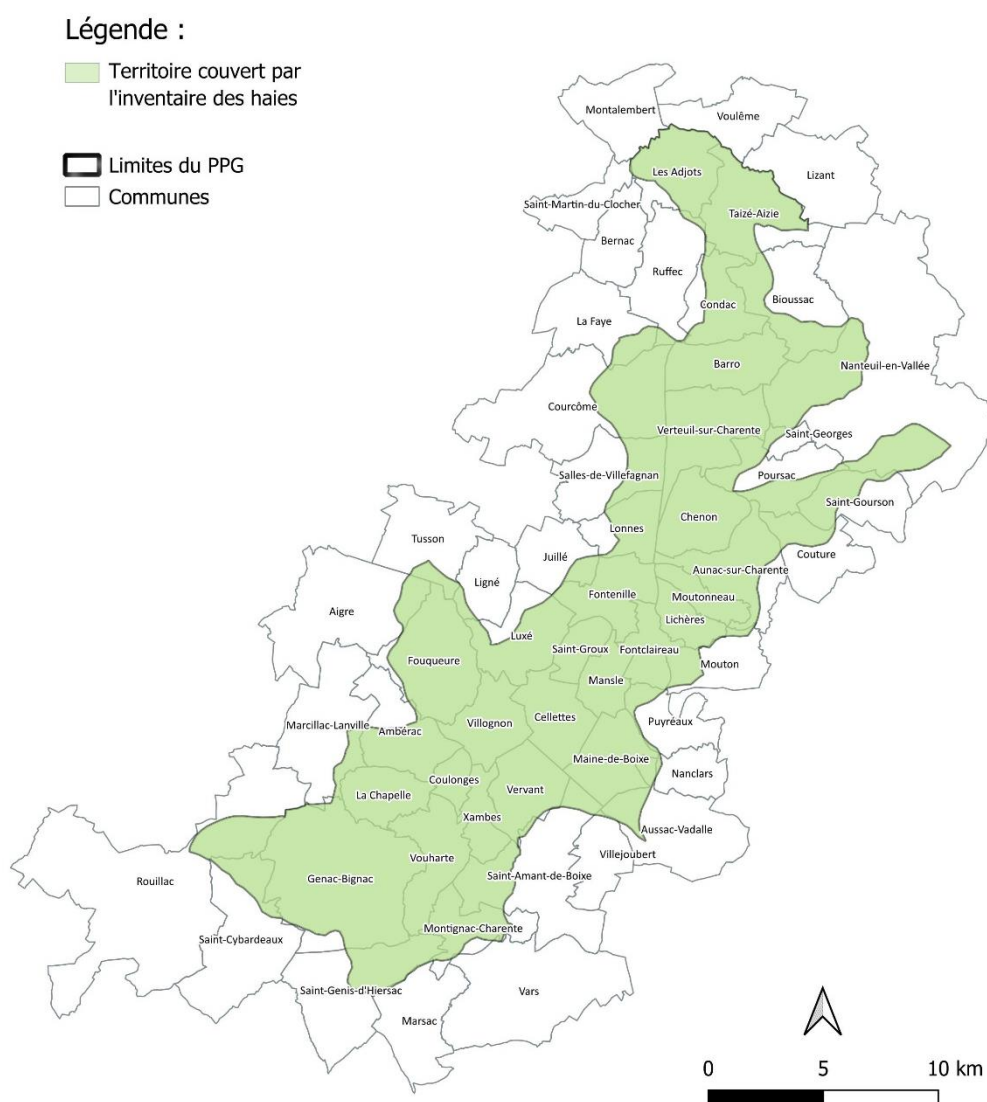 Légende :
Territoire couvert par
l'inventaire des haies
Limites du PPG
Communes
Montalembert
Voulême
Les Adjots
Lizant
Saint-Martin-du-Clocher
Taizé-Aizie
Bernac
Ruffec
Condac
Bioussac
La Faye
Barro
Nanteuil-en-Vallée
Courcôme
Verteuil-sur-Charente
Saint-Georges
Salles-de-Villefagnan
Poursac
Saint-Gourson
Chenon
Lonnes
Tusson
Juillé
Couture
Aunac-sur-Charente
Ligné
Fontenille
Moutonneau
Aigre
Lichères
Luxé
Saint-Groux
Fontclaireau
Fouqueure
Mouton
Mansle
Marcillac-Lanville
Villognon
Cellettes
Puyréaux
Ambérac
Maine-de-Boixe
Nanclars
Coulonges
La Chapelle
Vervant
Xambes
Aussac-Vadalle
Vouharte
Villejoubert
Rouillac
Genac-Bignac
Saint-Amant-de-Boixe
Montignac-Charente
Saint-Cybardeaux
Saint-Genis-d'Hiersac
Vars
Marsac
0 5 10 km